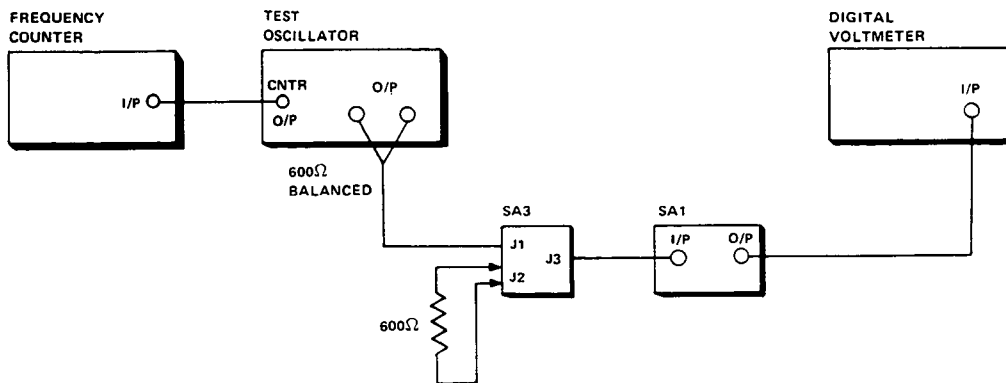 FREQUENCY
COUNTER
I/P
TEST
OSCILLATOR
CNTR
O/P
O/P
600Ω
BALANCED
DIGITAL
VOLTMETER
I/P
SA3
J1
J2
J3
SA1
I/P
O/P
600Ω